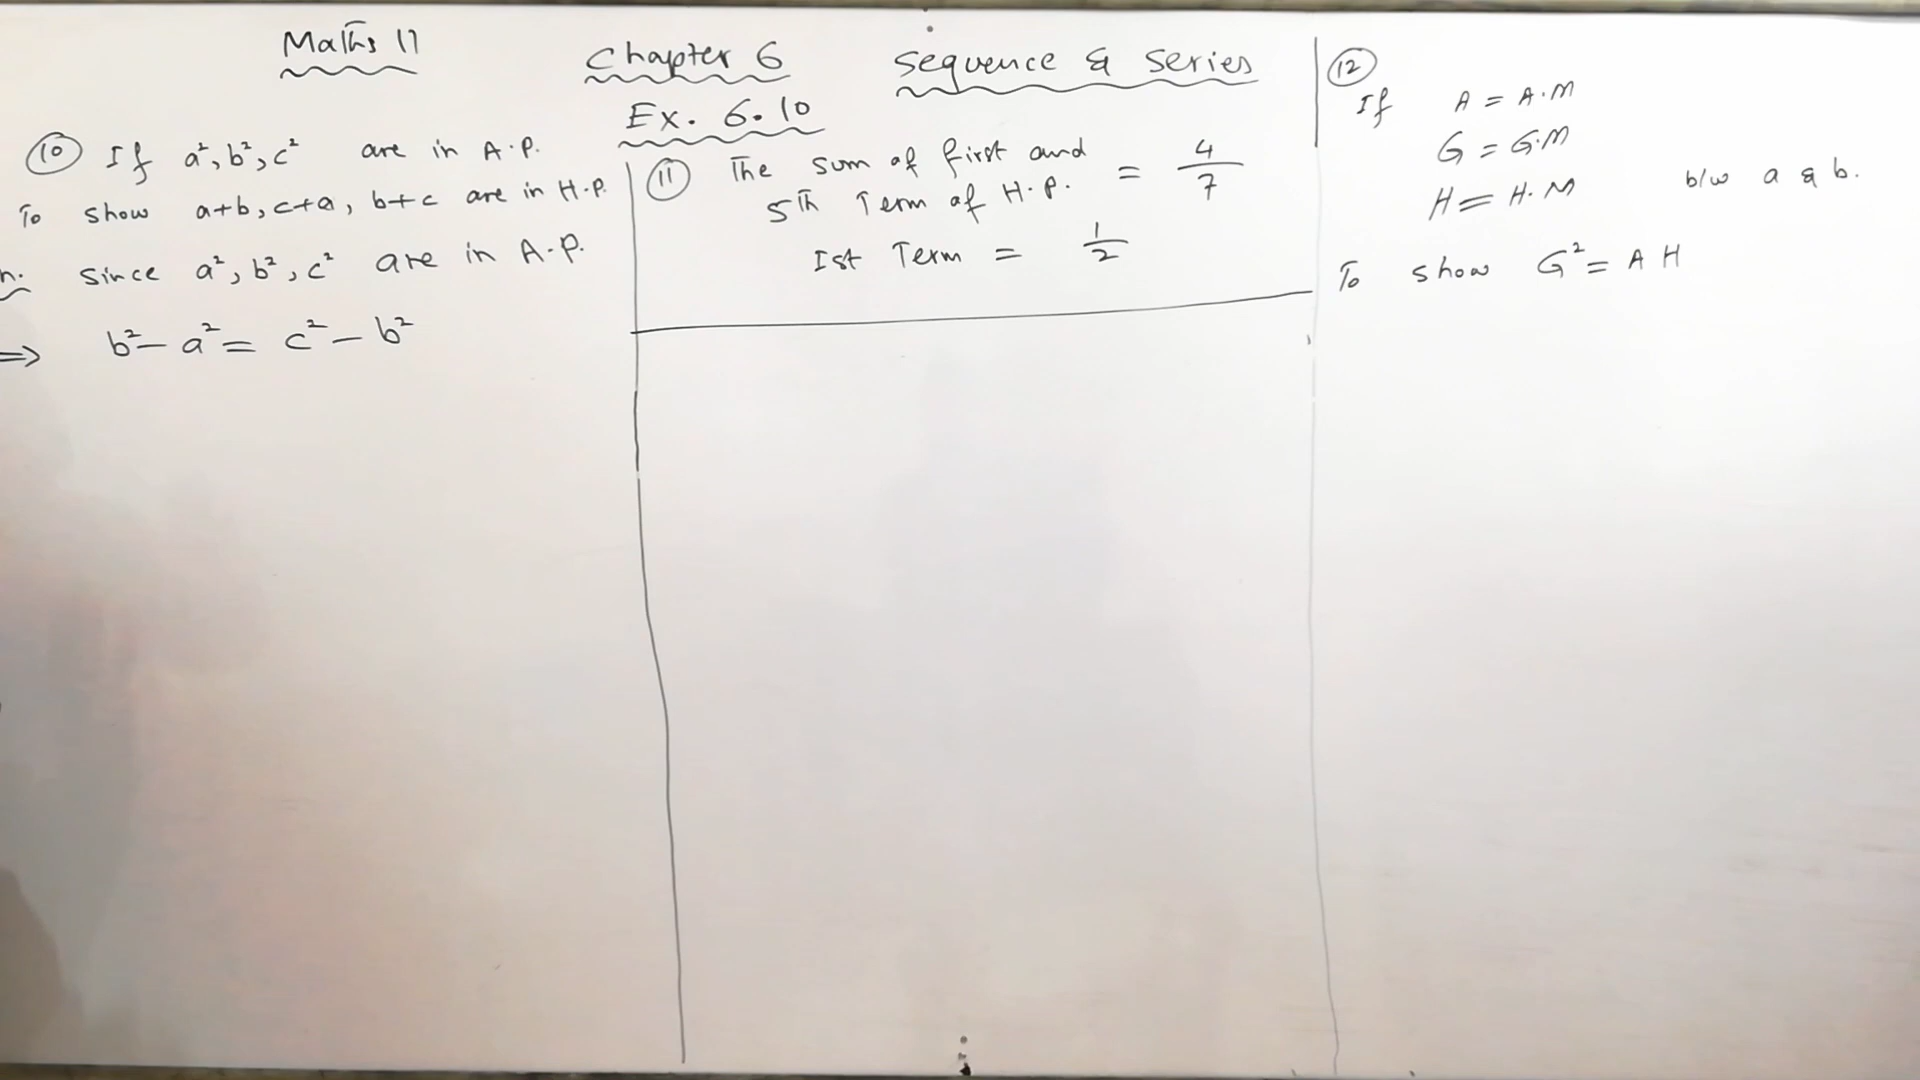 Maths 11
Chapter 6 Sequence & Series
Ex. 6.10
(10) If a², b², c² are in A.P.
To show a+b, c+a, b+c are in H.P.
n. Since a², b², c² are in A.P.
=> b² - a² = c² - b²
(11) The sum of first and
5th Term of H.P. = 4/7
Ist Term = 1/2
(12)
If A = A.M
G = G.M
H = H.M b/w a & b.
To show G² = A H